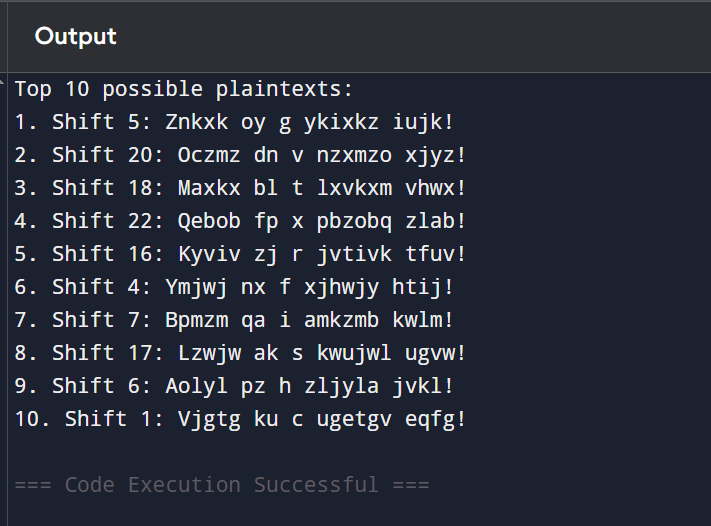 Output
Top 10 possible plaintexts:
1. Shift 5: Znkxk oy g ykixkz iujk!
2. Shift 20: Oczmz dn v nzxmzo xjyz!
3. Shift 18: Maxkx bl t lxvkxm vhwx!
4. Shift 22: Qebob fp x pbzobq zlab!
5. Shift 16: Kyviv zj r jvtivk tfuv!
6. Shift 4: Ymjwj nx f xjhwjy htij!
7. Shift 7: Bpmzm qa i amkzmb kwlm!
8. Shift 17: Lzwjw ak s kwujwl ugvw!
9. Shift 6: Aolyl pz h zljyla jvkl!
10. Shift 1: Vjgtg ku c ugetgv eqfg!
=== Code Execution Successful ===